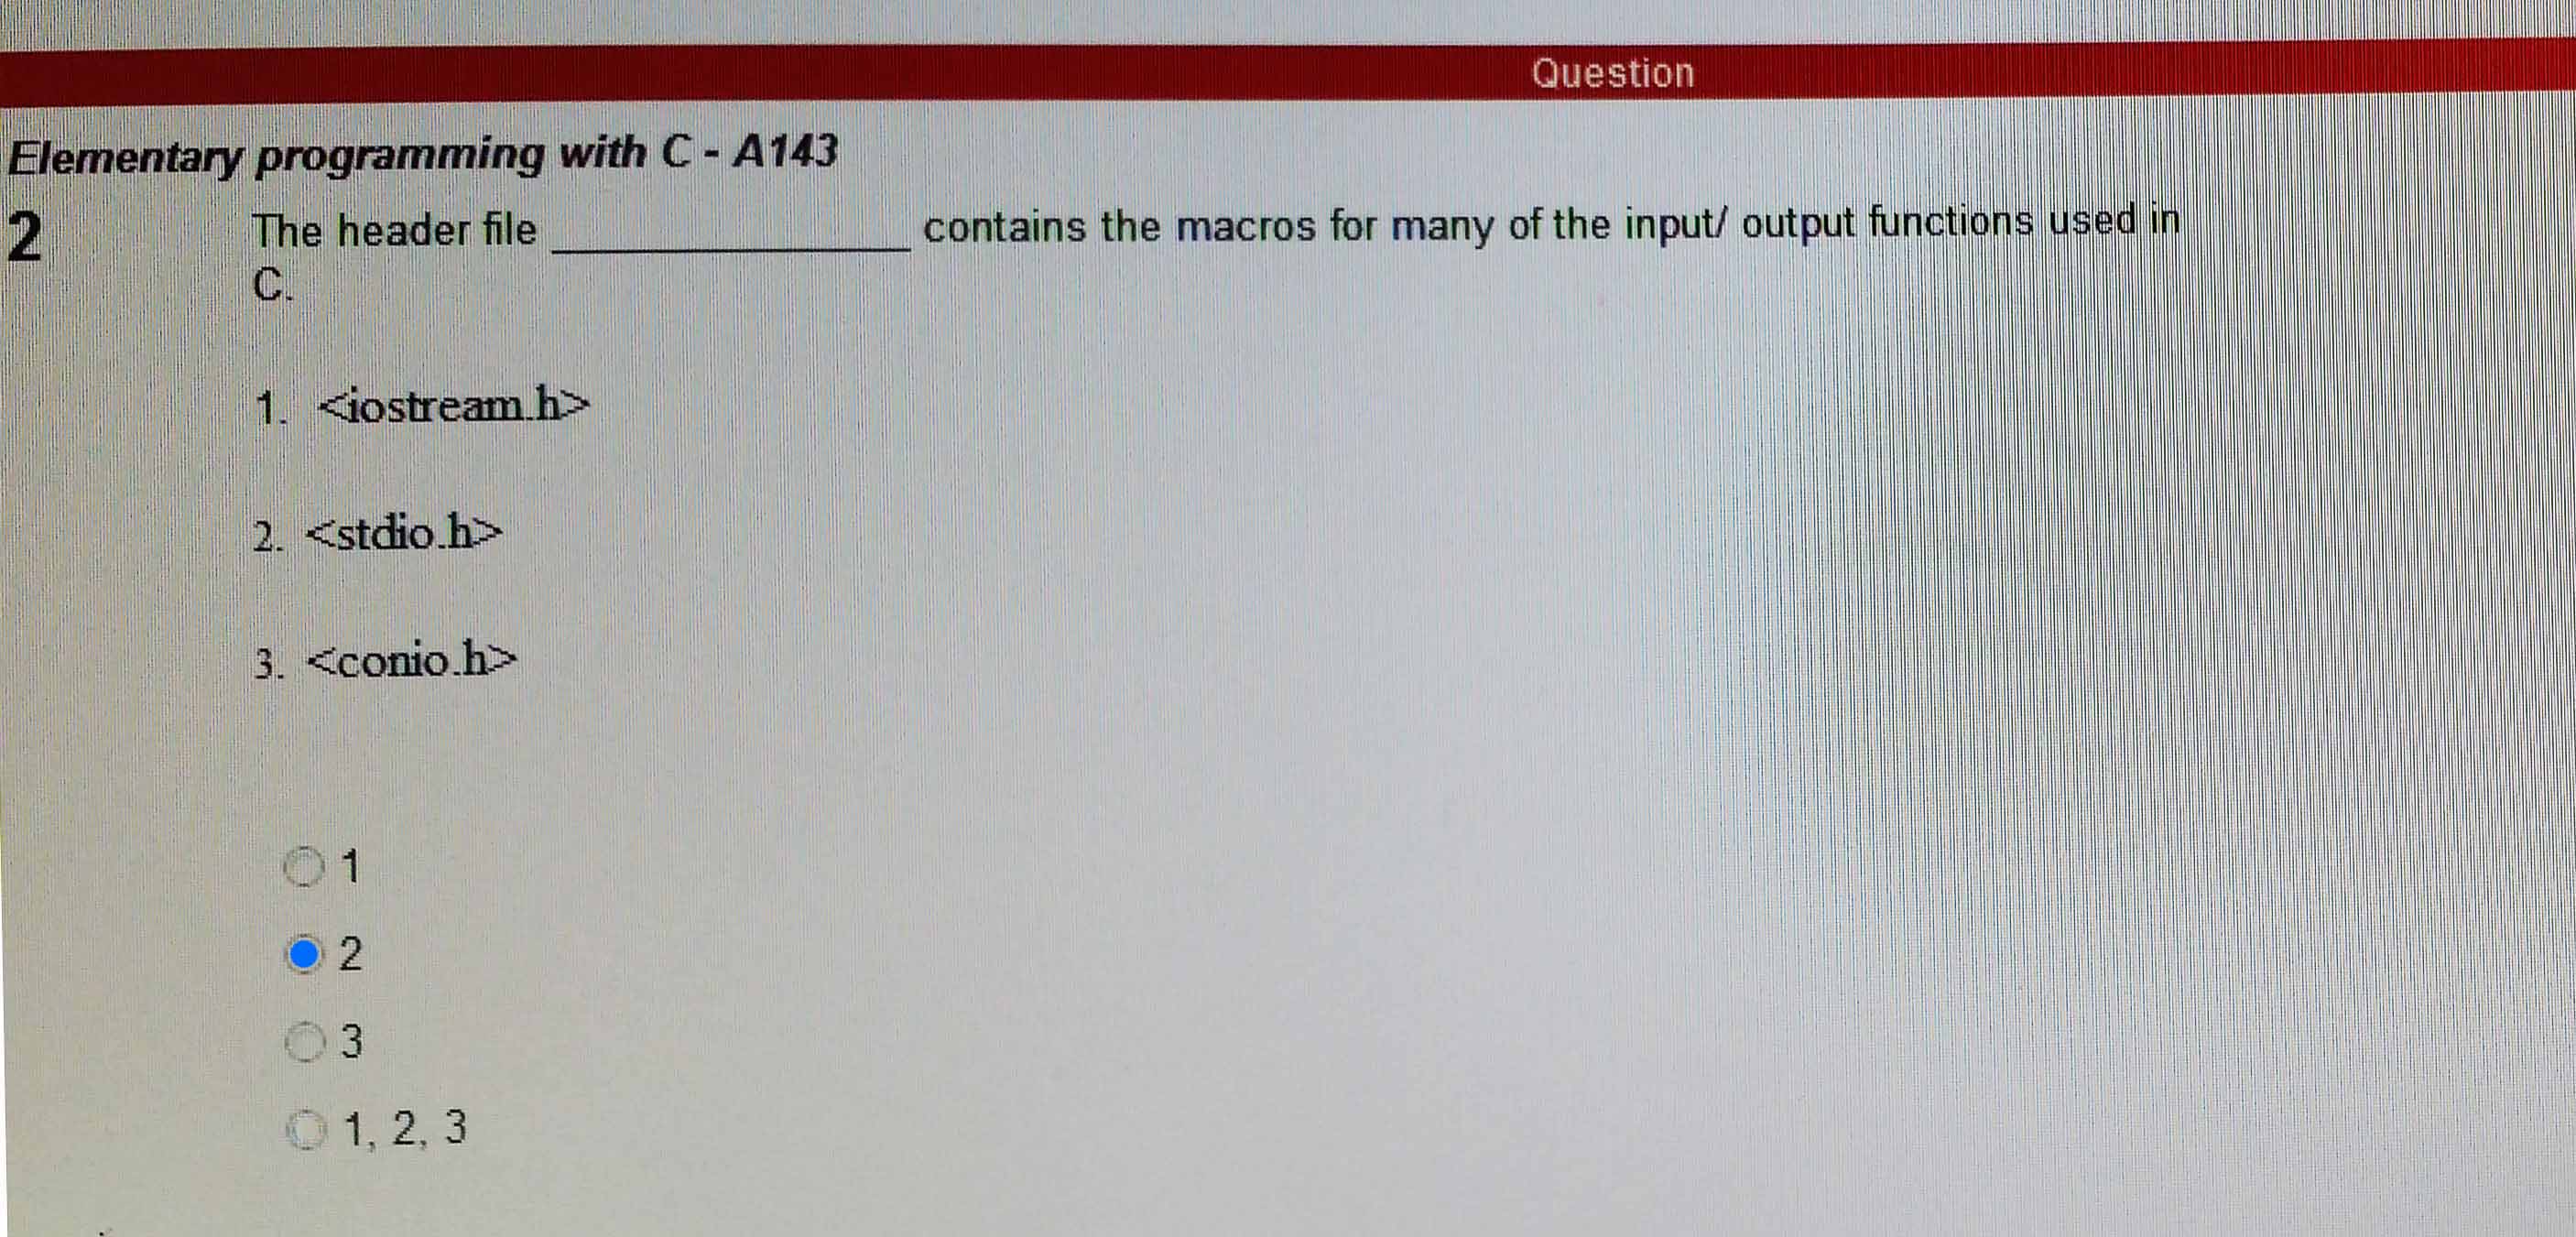 Question
Elementary programming with C - A143
2 The header file ______________ contains the macros for many of the input/ output functions used in
C.
1. <iostream.h>
2. <stdio.h>
3. <conio.h>
1
2
3
1, 2, 3